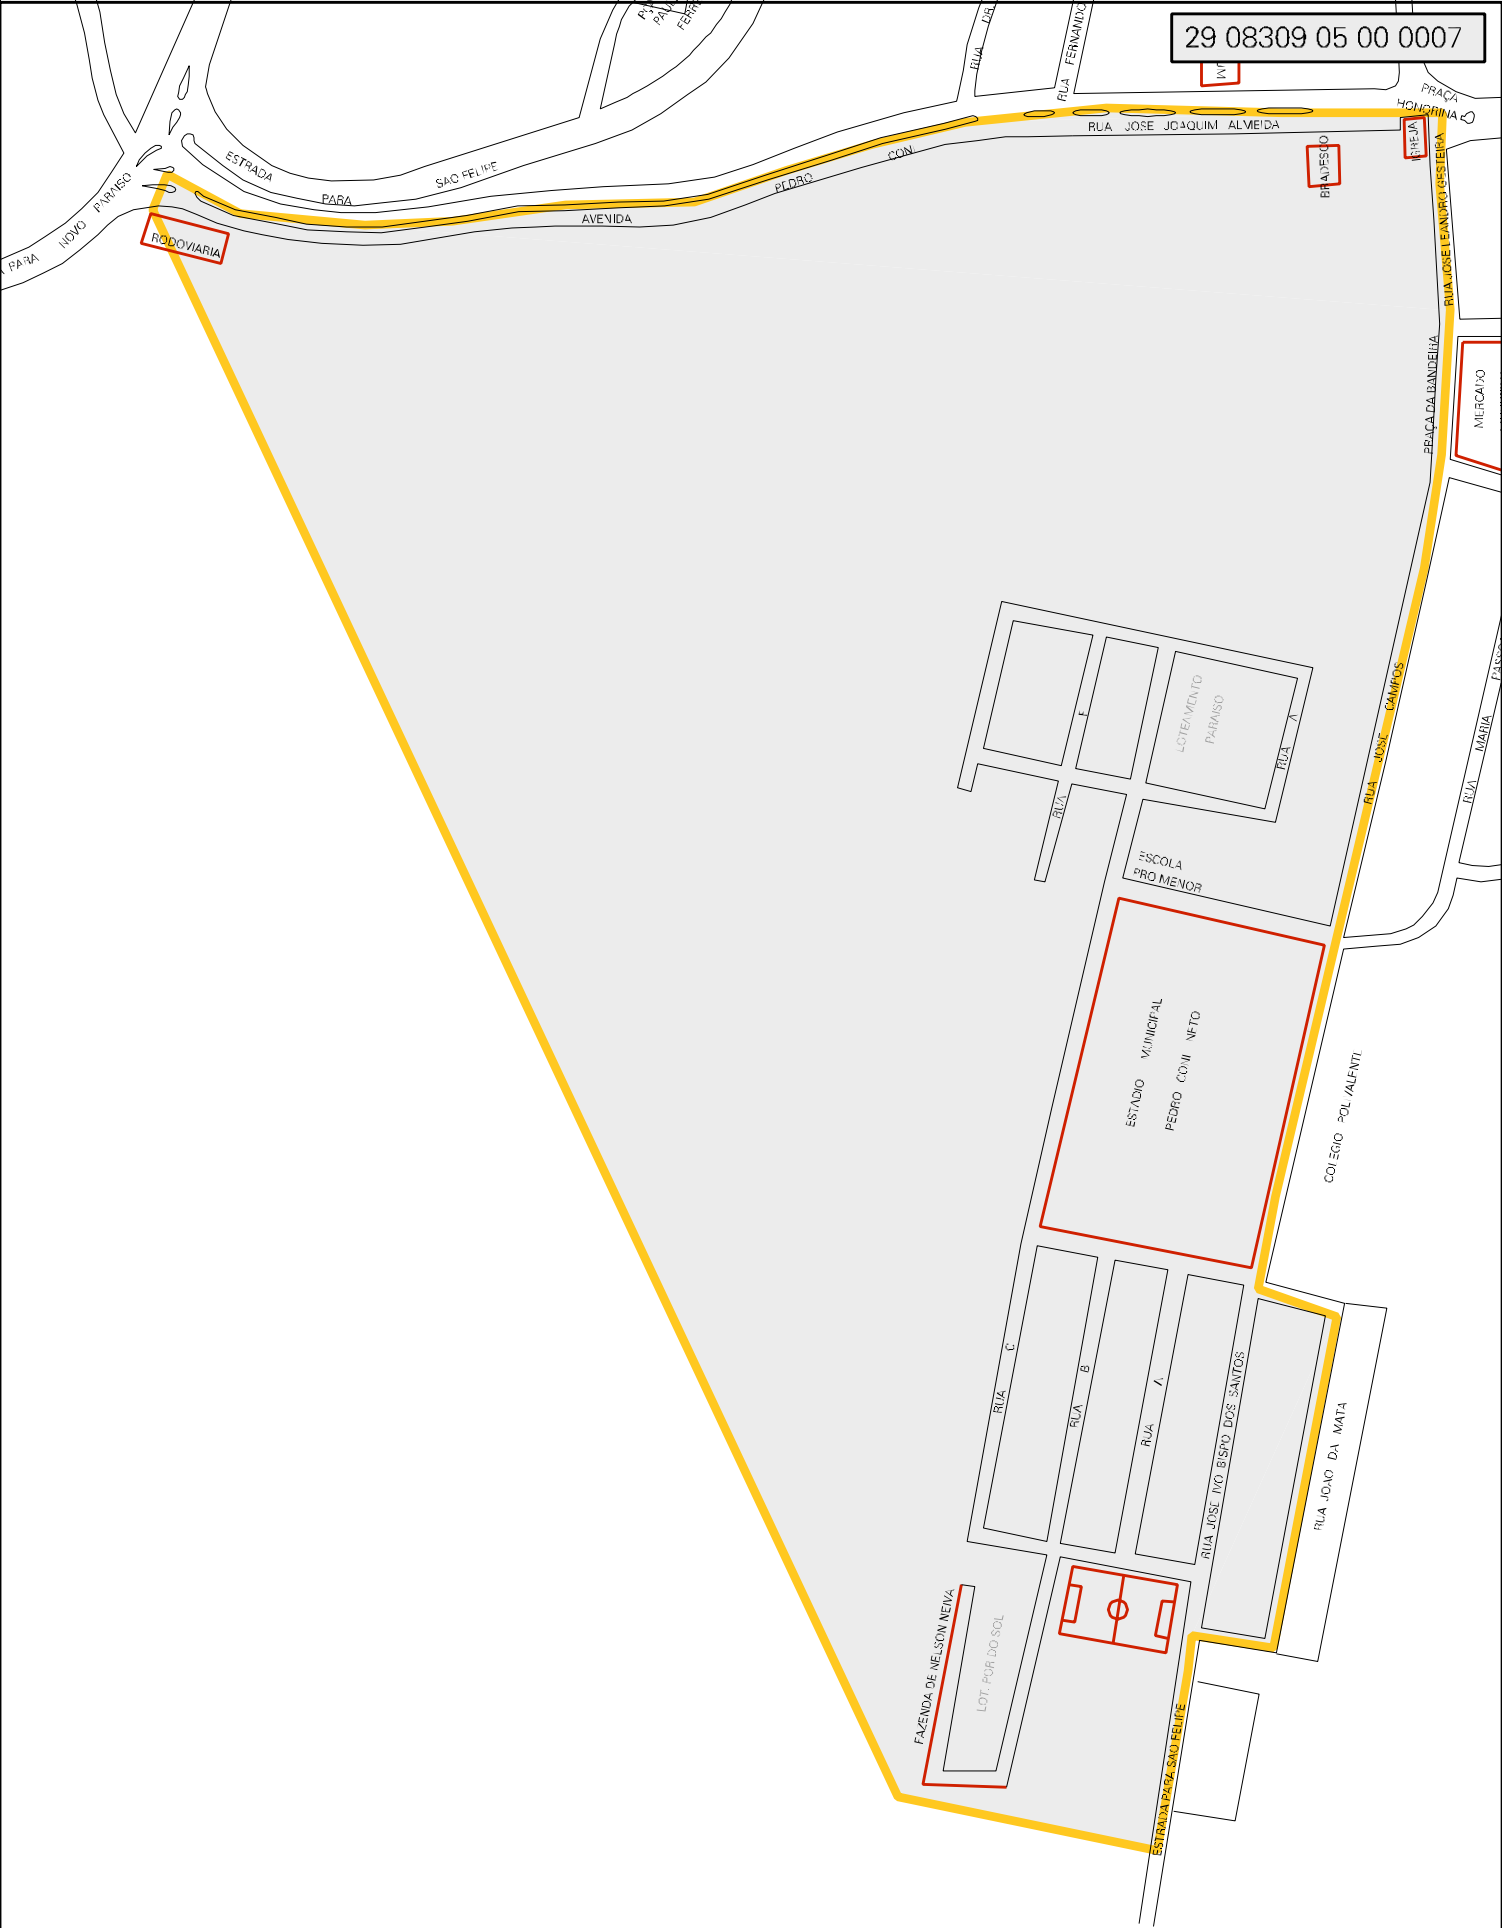 29 08309 05 00 0007
RUA DR.
RUA FERNANDO
UM
PRAÇA
HONORINA
RUA JOSE JOAQUIM ALMEIDA
IGREJA
BRADESCO
RUA JOSE LEANDRO GESTEIRA
ESTRADA PARA SAO FELIPE
AVENIDA PEDRO CONI
NOVO PARAISO
A PARA
RODOVIARIA
PRAÇA DA BANDEIRA
MERCADO
LOTEAMENTO
PARAISO
RUA A
RUA
RUA JOSE CAMPOS
RUA MARIA
ESCOLA
PRO MENOR
ESTADIO MUNICIPAL
PEDRO CONI NETO
COLEGIO POLIVALENTE
RUA C
RUA B
RUA A
RUA JOSE IVO BISPO DOS SANTOS
RUA JOAO DA MATA
FAZENDA DE NELSON NEIVA
LOT. POR DO SOL
ESTRADA PARA SAO FELIPE